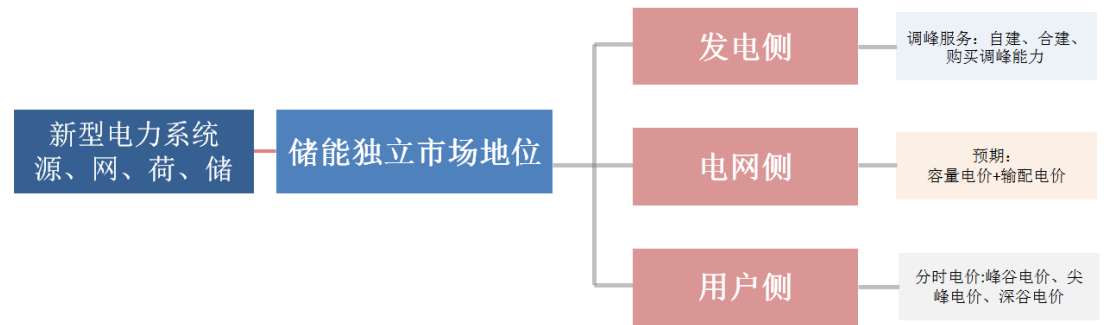 新型电力系统
源、网、荷、储
储能独立市场地位
发电侧
调峰服务：自建、合建、
购买调峰能力
电网侧
预期：
容量电价+输配电价
用户侧
分时电价:峰谷电价、尖
峰电价、深谷电价